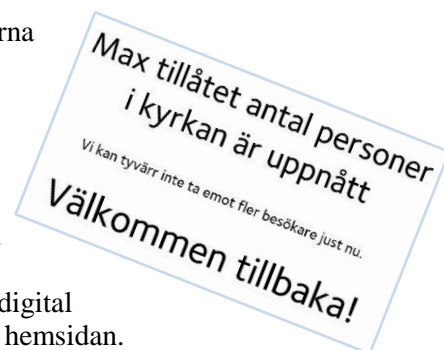 rna
Max tillåtet antal personer
i kyrkan är uppnått
Vi kan tyvärr inte ta emot fler besökare just nu.
Välkommen tillbaka!
digital
hemsidan.